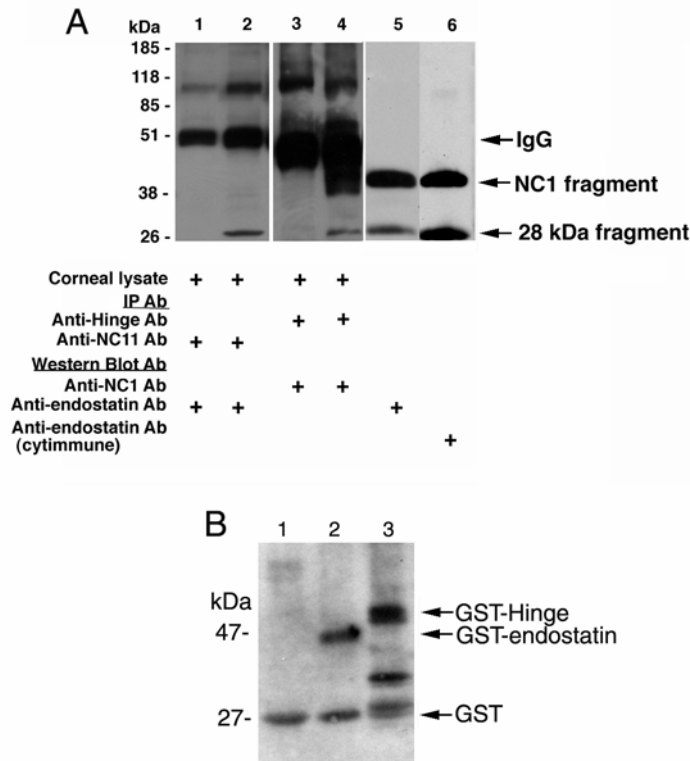 A
kDa 1 2 3 4 5 6
185 -
118 -
85 -
51 -
38 -
26 -
IgG
NC1 fragment
28 kDa fragment
Corneal lysate + + + +
IP Ab
Anti-Hinge Ab + +
Anti-NC11 Ab + +
Western Blot Ab
Anti-NC1 Ab + +
Anti-endostatin Ab + + +
Anti-endostatin Ab
(cytimmune) +
B
1 2 3
kDa
47-
27-
GST-Hinge
GST-endostatin
GST